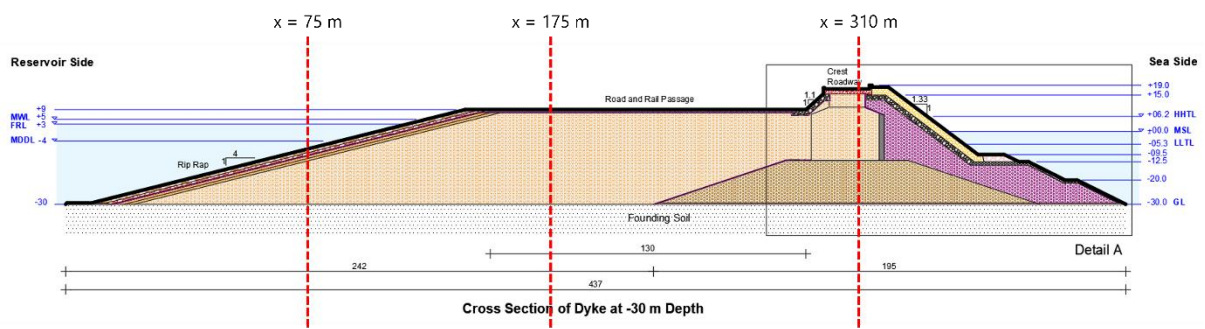 x = 75 m
x = 175 m
x = 310 m
Reservoir Side
Sea Side
Crest
Roadway
+19.0
+15.0
1.1
1
1.33
1
Road and Rail Passage
+9
MWL +5
FRL +3
MDDL -4
+06.2 HHTL
±00.0 MSL
-05.3 LLTL
-09.5
-12.5
-20.0
-30.0 GL
4
1
Rip Rap
-30
Founding Soil
Detail A
130
242
195
437
Cross Section of Dyke at -30 m Depth